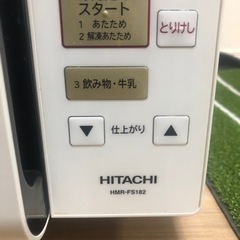 スタート
1 あたため
2 解凍あたため
とりけし
3 飲み物・牛乳
▼ 仕上がり ▲
HITACHI
HMR-FS182